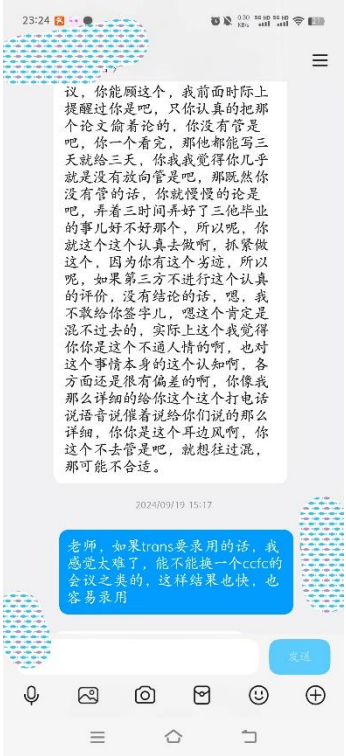 23:24
议，你能顾这个，我前面时际上
提醒过你是吧，只你认真的把那
个论文偷着论的，你没有管是
吧，你一个看完，那他都能写三
天就给三天，你我我觉得你几乎
就是没有放向管是吧，那既然你
没有管的话，你就慢慢的论是
吧，弄着三时间弄好了三他毕业
的事儿好不好那个，所以呢，你
就这个这个认真去做啊，抓紧做
这个，因为你有这个劣迹，所以
呢，如果第三方不进行这个认真
的评价，没有结论的话，嗯，我
不敢给你签字儿，嗯这个肯定是
混不过去的，实际上这个我觉得
你你是这个不通人情的啊，也对
这个事情本身的这个认知啊，各
方面还是很有偏差的啊，你像我
那么详细的给你这个这个打电话
说语音说催着说给你们说的那么
详细，你你是这个耳边风啊，你
这个不去管是吧，就想往过混，
那可能不合适。
2024/09/19 15:17
老师，如果trans要录用的话，我
感觉太难了，能不能换一个ccfc的
会议之类的，这样结果也快，也
容易录用
发送